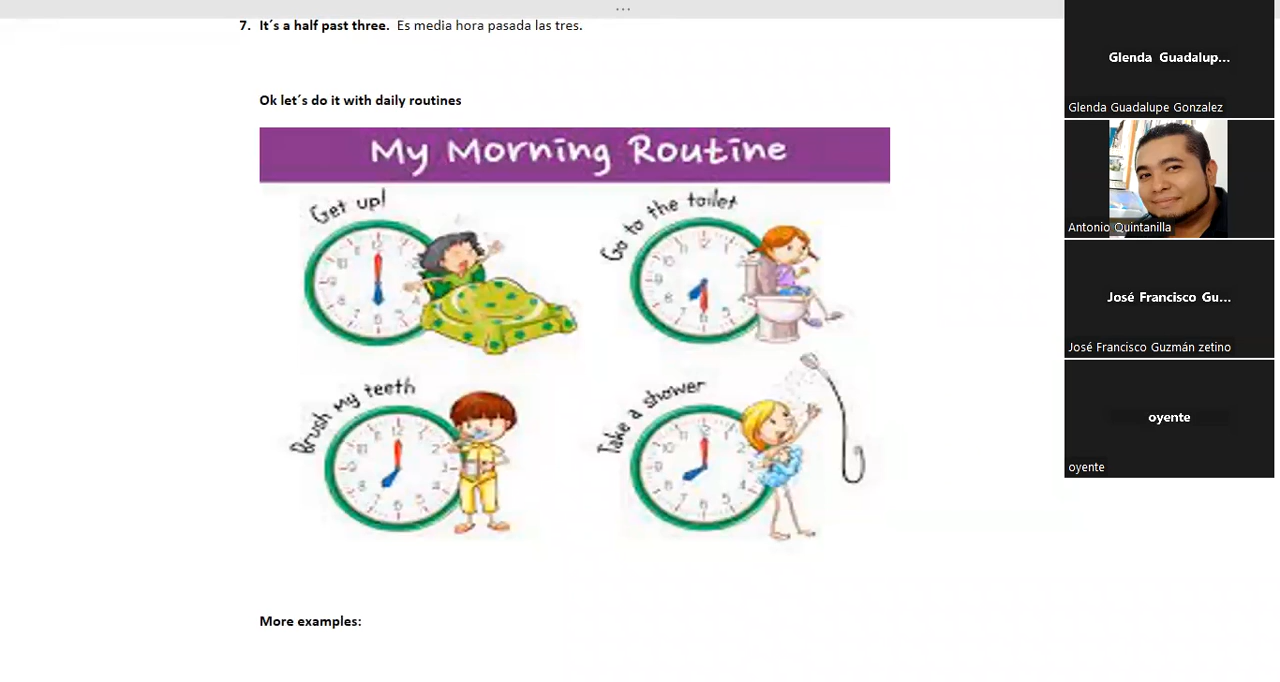 7. It´s a half past three. Es media hora pasada las tres.
Ok let´s do it with daily routines
My Morning Routine
Get up!
Go to the toilet
Brush my teeth
Take a shower
More examples:
Glenda Guadalup...
Glenda Guadalupe Gonzalez
Antonio Quintanilla
José Francisco Gu...
José Francisco Guzmán zetino
oyente
oyente